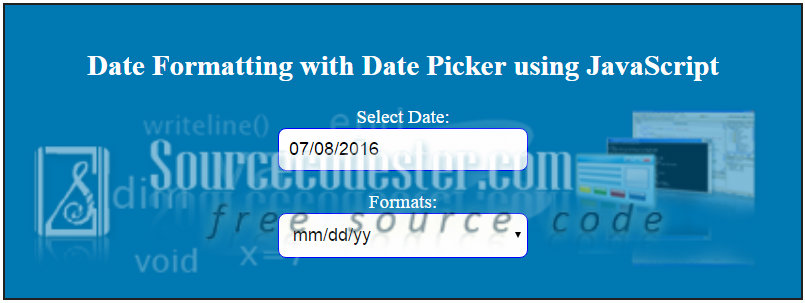 Date Formatting with Date Picker using JavaScript
Select Date:
writeline()
07/08/2016
Sourcecodester.com
dim
Formats:
free source code
mm/dd/yy
void